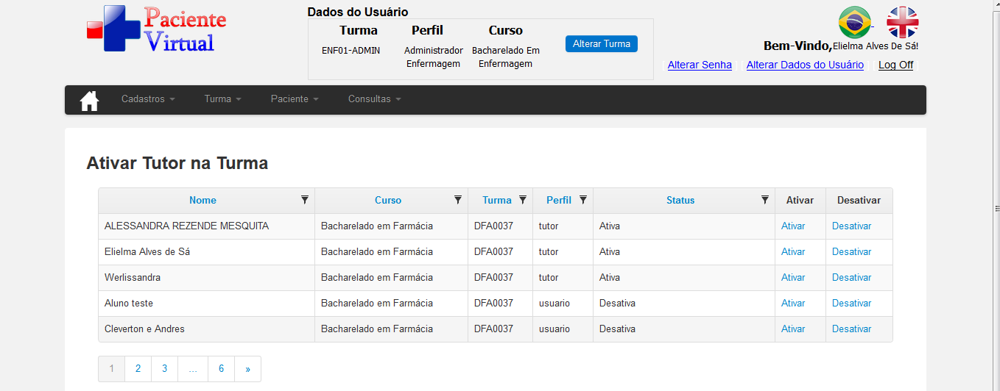 Paciente
Virtual
Dados do Usuário
Turma Perfil Curso
ENF01-ADMIN Administrador Enfermagem Bacharelado Em Enfermagem
Alterar Turma
Bem-Vindo,Elielma Alves De Sá!
[ Alterar Senha ] [ Alterar Dados do Usuário ] [ Log Off ]
Cadastros Turma Paciente Consultas
Ativar Tutor na Turma
Nome Curso Turma Perfil Status Ativar Desativar
ALESSANDRA REZENDE MESQUITA Bacharelado em Farmácia DFA0037 tutor Ativa Ativar Desativar
Elielma Alves de Sá Bacharelado em Farmácia DFA0037 tutor Ativa Ativar Desativar
Werlissandra Bacharelado em Farmácia DFA0037 tutor Ativa Ativar Desativar
Aluno teste Bacharelado em Farmácia DFA0037 usuario Desativa Ativar Desativar
Cleverton e Andres Bacharelado em Farmácia DFA0037 usuario Desativa Ativar Desativar
1 2 3 ... 6 »